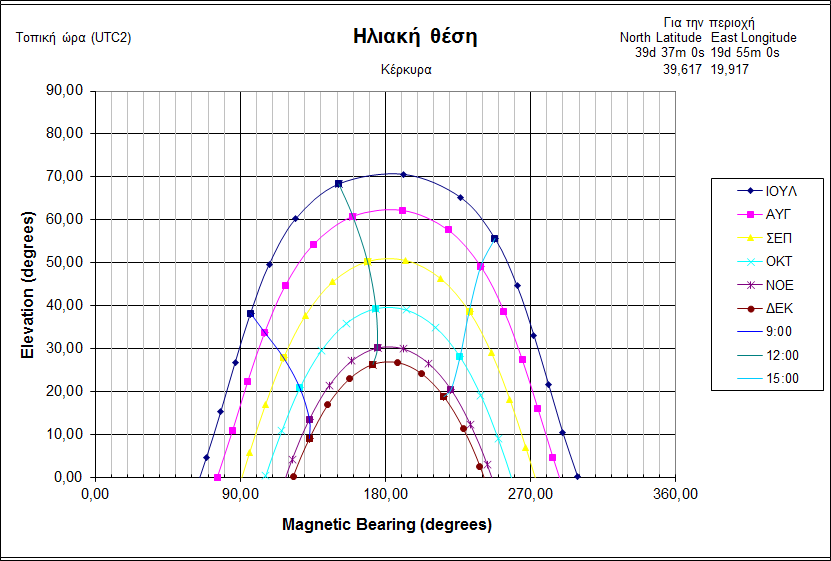 Τοπική ώρα (UTC2)
Ηλιακή θέση
Κέρκυρα
Για την περιοχή
North Latitude East Longitude
39d 37m 0s 19d 55m 0s
39,617 19,917
Elevation (degrees)
90,00
80,00
70,00
60,00
50,00
40,00
30,00
20,00
10,00
0,00
0,00 90,00 180,00 270,00 360,00
Magnetic Bearing (degrees)
ΙΟΥΛ
ΑΥΓ
ΣΕΠ
ΟΚΤ
ΝΟΕ
ΔΕΚ
9:00
12:00
15:00